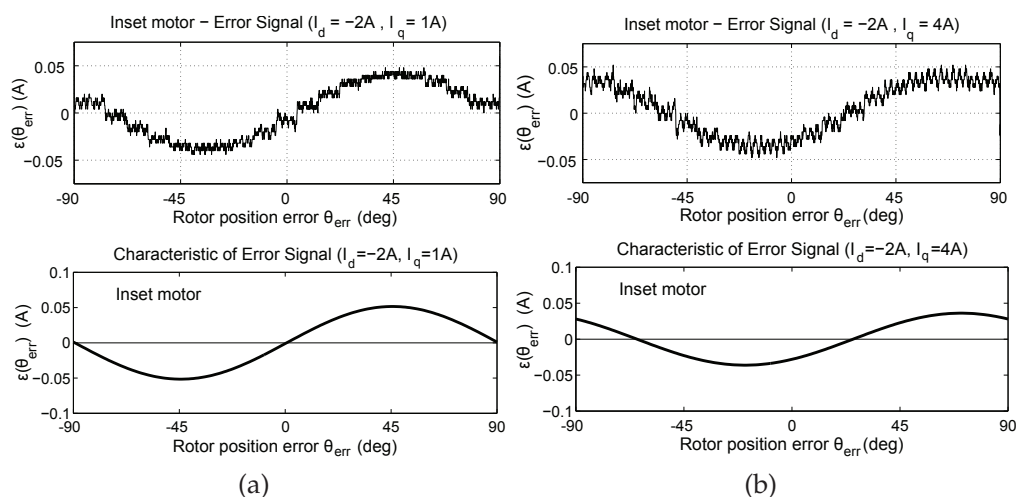 Inset motor − Error Signal (I_d = −2A , I_q = 1A)
0.05
0
−0.05
ε(θ_err) (A)
-90 -45 0 45 90
Rotor position error θ_err (deg)
Characteristic of Error Signal (I_d=−2A, I_q=1A)
Inset motor
0.1
0.05
0
−0.05
−0.1
ε(θ_err) (A)
-90 -45 0 45 90
Rotor position error θ_err (deg)
(a)
Inset motor − Error Signal (I_d = −2A , I_q = 4A)
0.05
0
−0.05
ε(θ_err) (A)
-90 -45 0 45 90
Rotor position error θ_err (deg)
Characteristic of Error Signal (I_d=−2A, I_q=4A)
Inset motor
0.1
0.05
0
−0.05
−0.1
ε(θ_err) (A)
-90 -45 0 45 90
Rotor position error θ_err (deg)
(b)